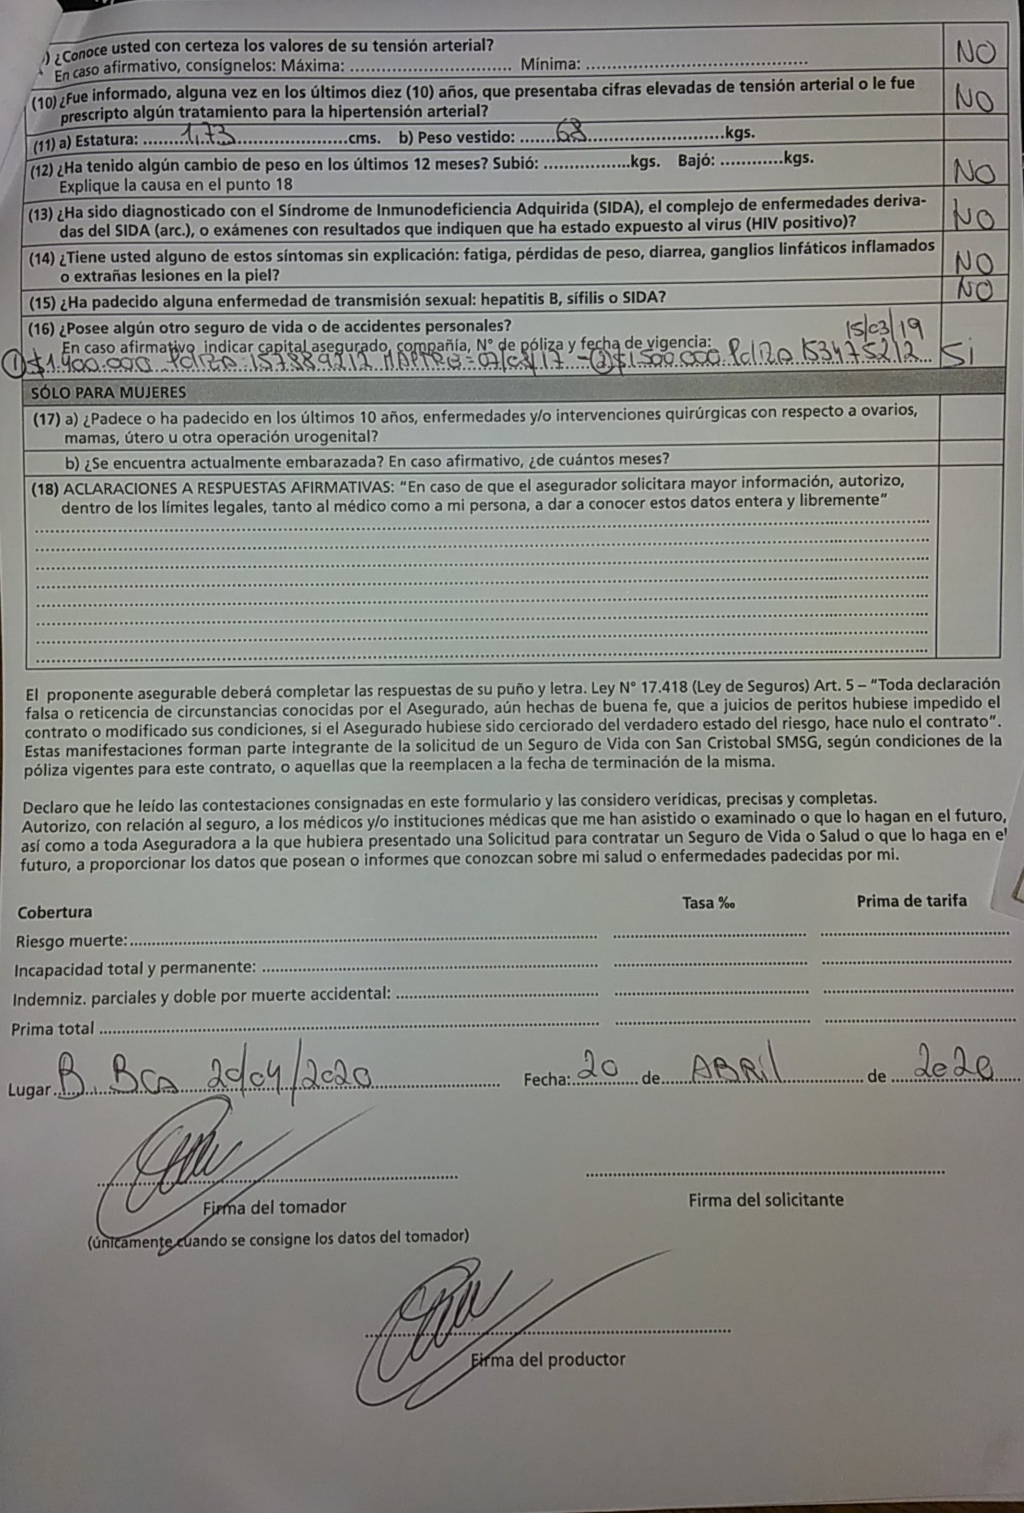 ) ¿Conoce usted con certeza los valores de su tensión arterial?
En caso afirmativo, consígnelos: Máxima: .............................. Mínima: .............................. NO
(10) ¿Fue informado, alguna vez en los últimos diez (10) años, que presentaba cifras elevadas de tensión arterial o le fue
prescripto algún tratamiento para la hipertensión arterial? NO
(11) a) Estatura: ........1,73........cms. b) Peso vestido: ......68......kgs.
(12) ¿Ha tenido algún cambio de peso en los últimos 12 meses? Subió: ................kgs. Bajó: ............kgs.
Explique la causa en el punto 18 NO
(13) ¿Ha sido diagnosticado con el Síndrome de Inmunodeficiencia Adquirida (SIDA), el complejo de enfermedades deriva-
das del SIDA (arc.), o exámenes con resultados que indiquen que ha estado expuesto al virus (HIV positivo)? NO
(14) ¿Tiene usted alguno de estos síntomas sin explicación: fatiga, pérdidas de peso, diarrea, ganglios linfáticos inflamados
o extrañas lesiones en la piel? NO
(15) ¿Ha padecido alguna enfermedad de transmisión sexual: hepatitis B, sífilis o SIDA? NO
(16) ¿Posee algún otro seguro de vida o de accidentes personales?
En caso afirmativo indicar capital asegurado, compañía, N° de póliza y fecha de vigencia: 15/03/19
① $1.400.000 MAPFRE = ② $1.500.000 Si
SÓLO PARA MUJERES
(17) a) ¿Padece o ha padecido en los últimos 10 años, enfermedades y/o intervenciones quirúrgicas con respecto a ovarios,
mamas, útero u otra operación urogenital?
b) ¿Se encuentra actualmente embarazada? En caso afirmativo, ¿de cuántos meses?
(18) ACLARACIONES A RESPUESTAS AFIRMATIVAS: “En caso de que el asegurador solicitara mayor información, autorizo,
dentro de los límites legales, tanto al médico como a mi persona, a dar a conocer estos datos entera y libremente”
El proponente asegurable deberá completar las respuestas de su puño y letra. Ley N° 17.418 (Ley de Seguros) Art. 5 – “Toda declaración
falsa o reticencia de circunstancias conocidas por el Asegurado, aún hechas de buena fe, que a juicios de peritos hubiese impedido el
contrato o modificado sus condiciones, si el Asegurado hubiese sido cerciorado del verdadero estado del riesgo, hace nulo el contrato”.
Estas manifestaciones forman parte integrante de la solicitud de un Seguro de Vida con San Cristobal SMSG, según condiciones de la
póliza vigentes para este contrato, o aquellas que la reemplacen a la fecha de terminación de la misma.
Declaro que he leído las contestaciones consignadas en este formulario y las considero verídicas, precisas y completas.
Autorizo, con relación al seguro, a los médicos y/o instituciones médicas que me han asistido o examinado o que lo hagan en el futuro,
así como a toda Aseguradora a la que hubiera presentado una Solicitud para contratar un Seguro de Vida o Salud o que lo haga en el
futuro, a proporcionar los datos que posean o informes que conozcan sobre mi salud o enfermedades padecidas por mi.
Cobertura Tasa ‰ Prima de tarifa
Riesgo muerte:
Incapacidad total y permanente:
Indemniz. parciales y doble por muerte accidental:
Prima total
Lugar B. BCA 20/04/2020 Fecha: 20 de ABRil de 2020
Firma del tomador Firma del solicitante
(únicamente cuando se consigne los datos del tomador)
Firma del productor